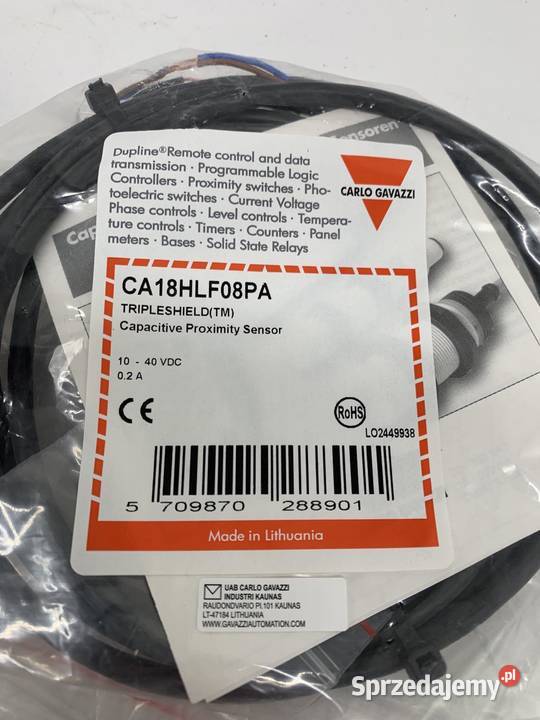 Sensoren
Cap
Dupline®Remote control and data
transmission · Programmable Logic
Controllers · Proximity switches · Pho-
toelectric switches · Current Voltage
Phase controls · Level controls · Tempera-
ture controls · Timers · Counters · Panel
meters · Bases · Solid State Relays
CARLO GAVAZZI
CA18HLF08PA
TRIPLESHIELD(TM)
Capacitive Proximity Sensor
10 - 40 VDC
0.2 A
CE
RoHS
LO2449938
5 709870 288901
Made in Lithuania
UAB CARLO GAVAZZI
INDUSTRI KAUNAS
RAUDONDVARIO Pl.101 KAUNAS
LT-47184 LITHUANIA
WWW.GAVAZZIAUTOMATION.COM
Sprzedajemy.pl